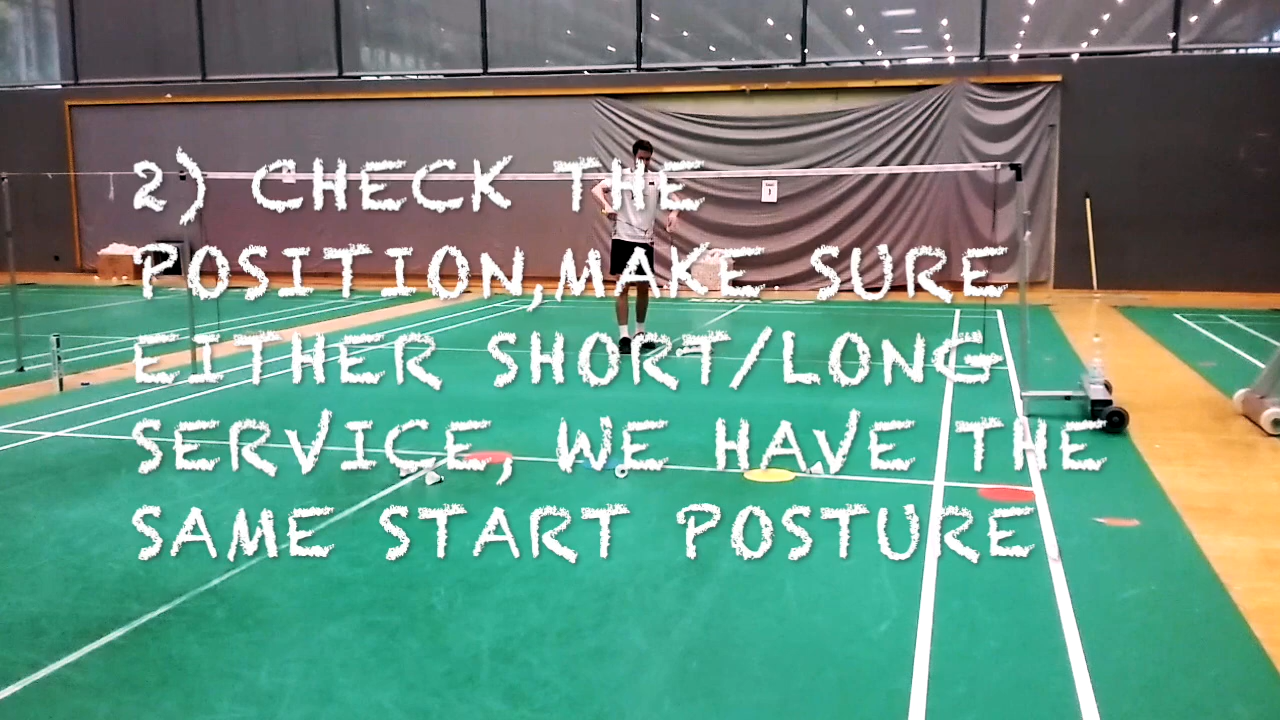 2) CHECK THE
POSITION,MAKE SURE
EITHER SHORT/LONG
SERVICE, WE HAVE THE
SAME START POSTURE